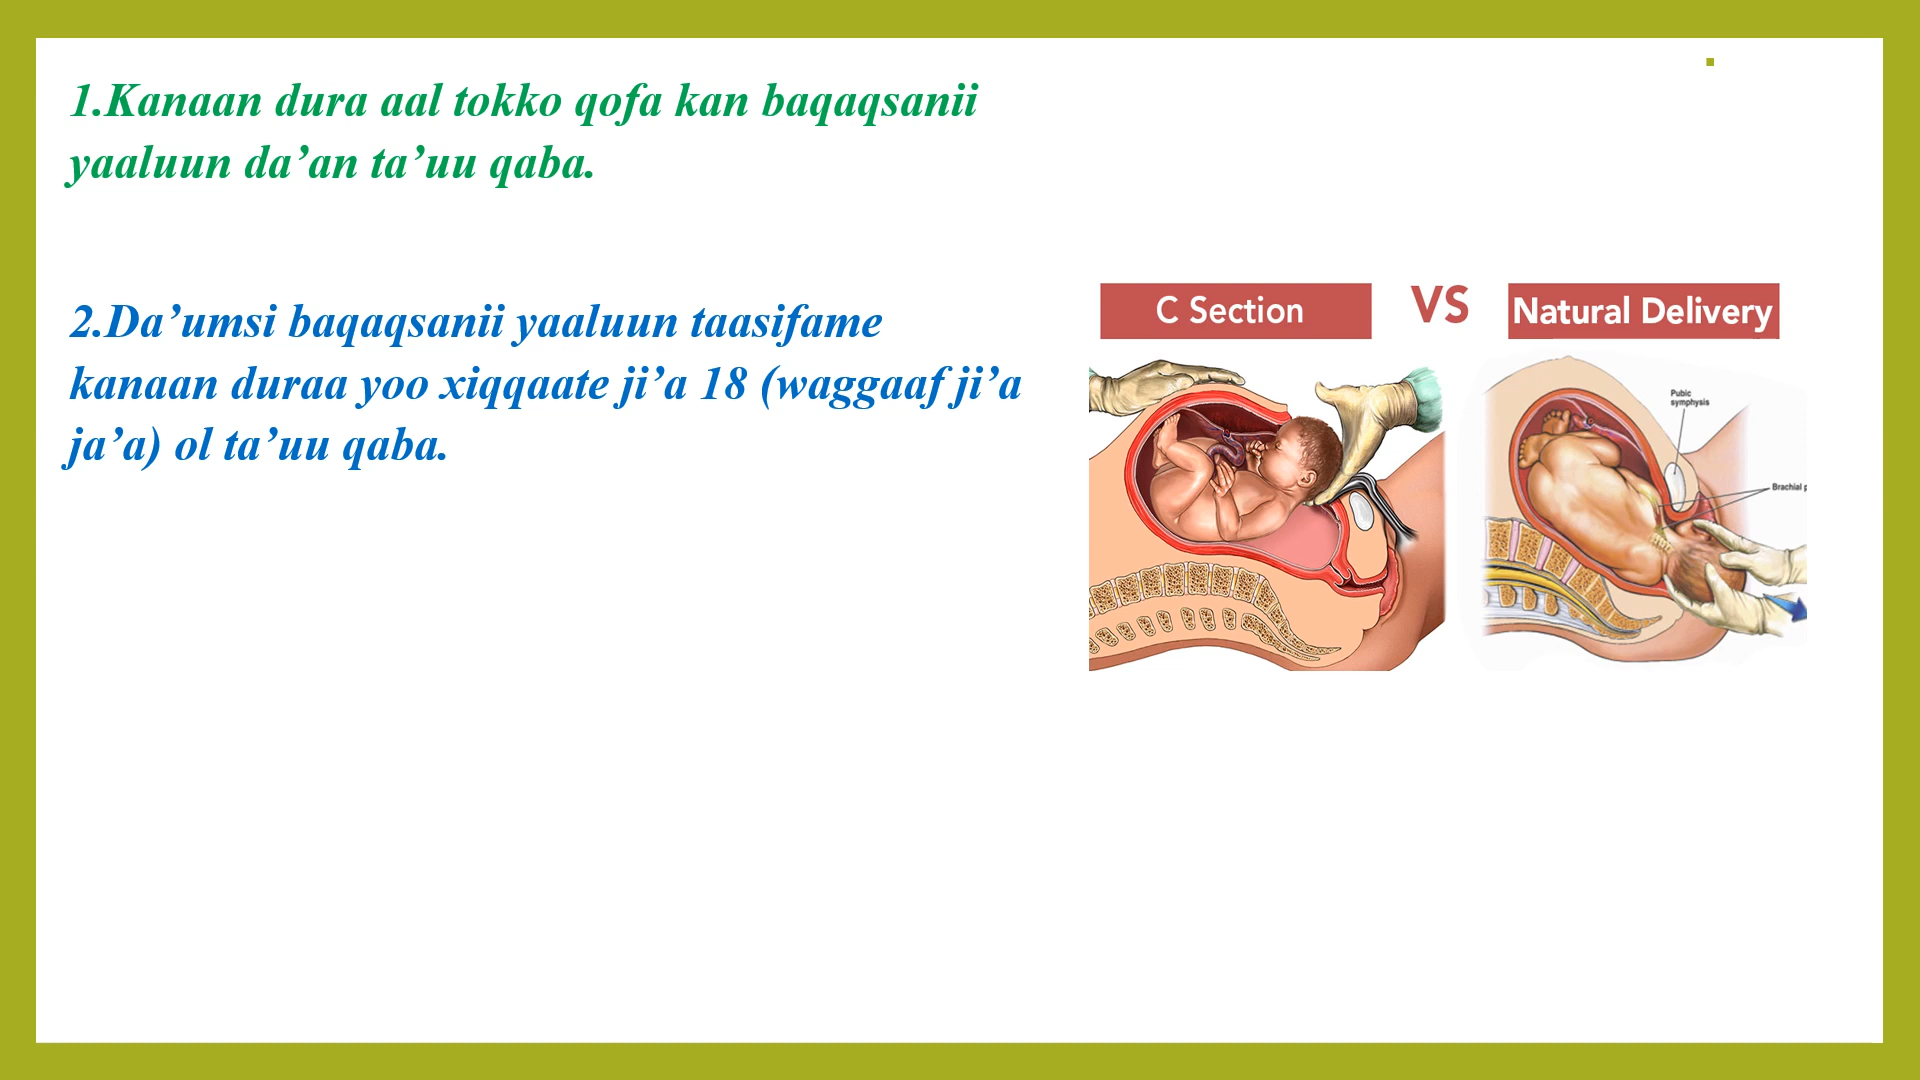 1.Kanaan dura aal tokko qofa kan baqaqsanii
yaaluun da’an ta’uu qaba.
2.Da’umsi baqaqsanii yaaluun taasifame
kanaan duraa yoo xiqqaate ji’a 18 (waggaaf ji’a
ja’a) ol ta’uu qaba.
C Section VS Natural Delivery
Pubic
symphysis
Brachial p